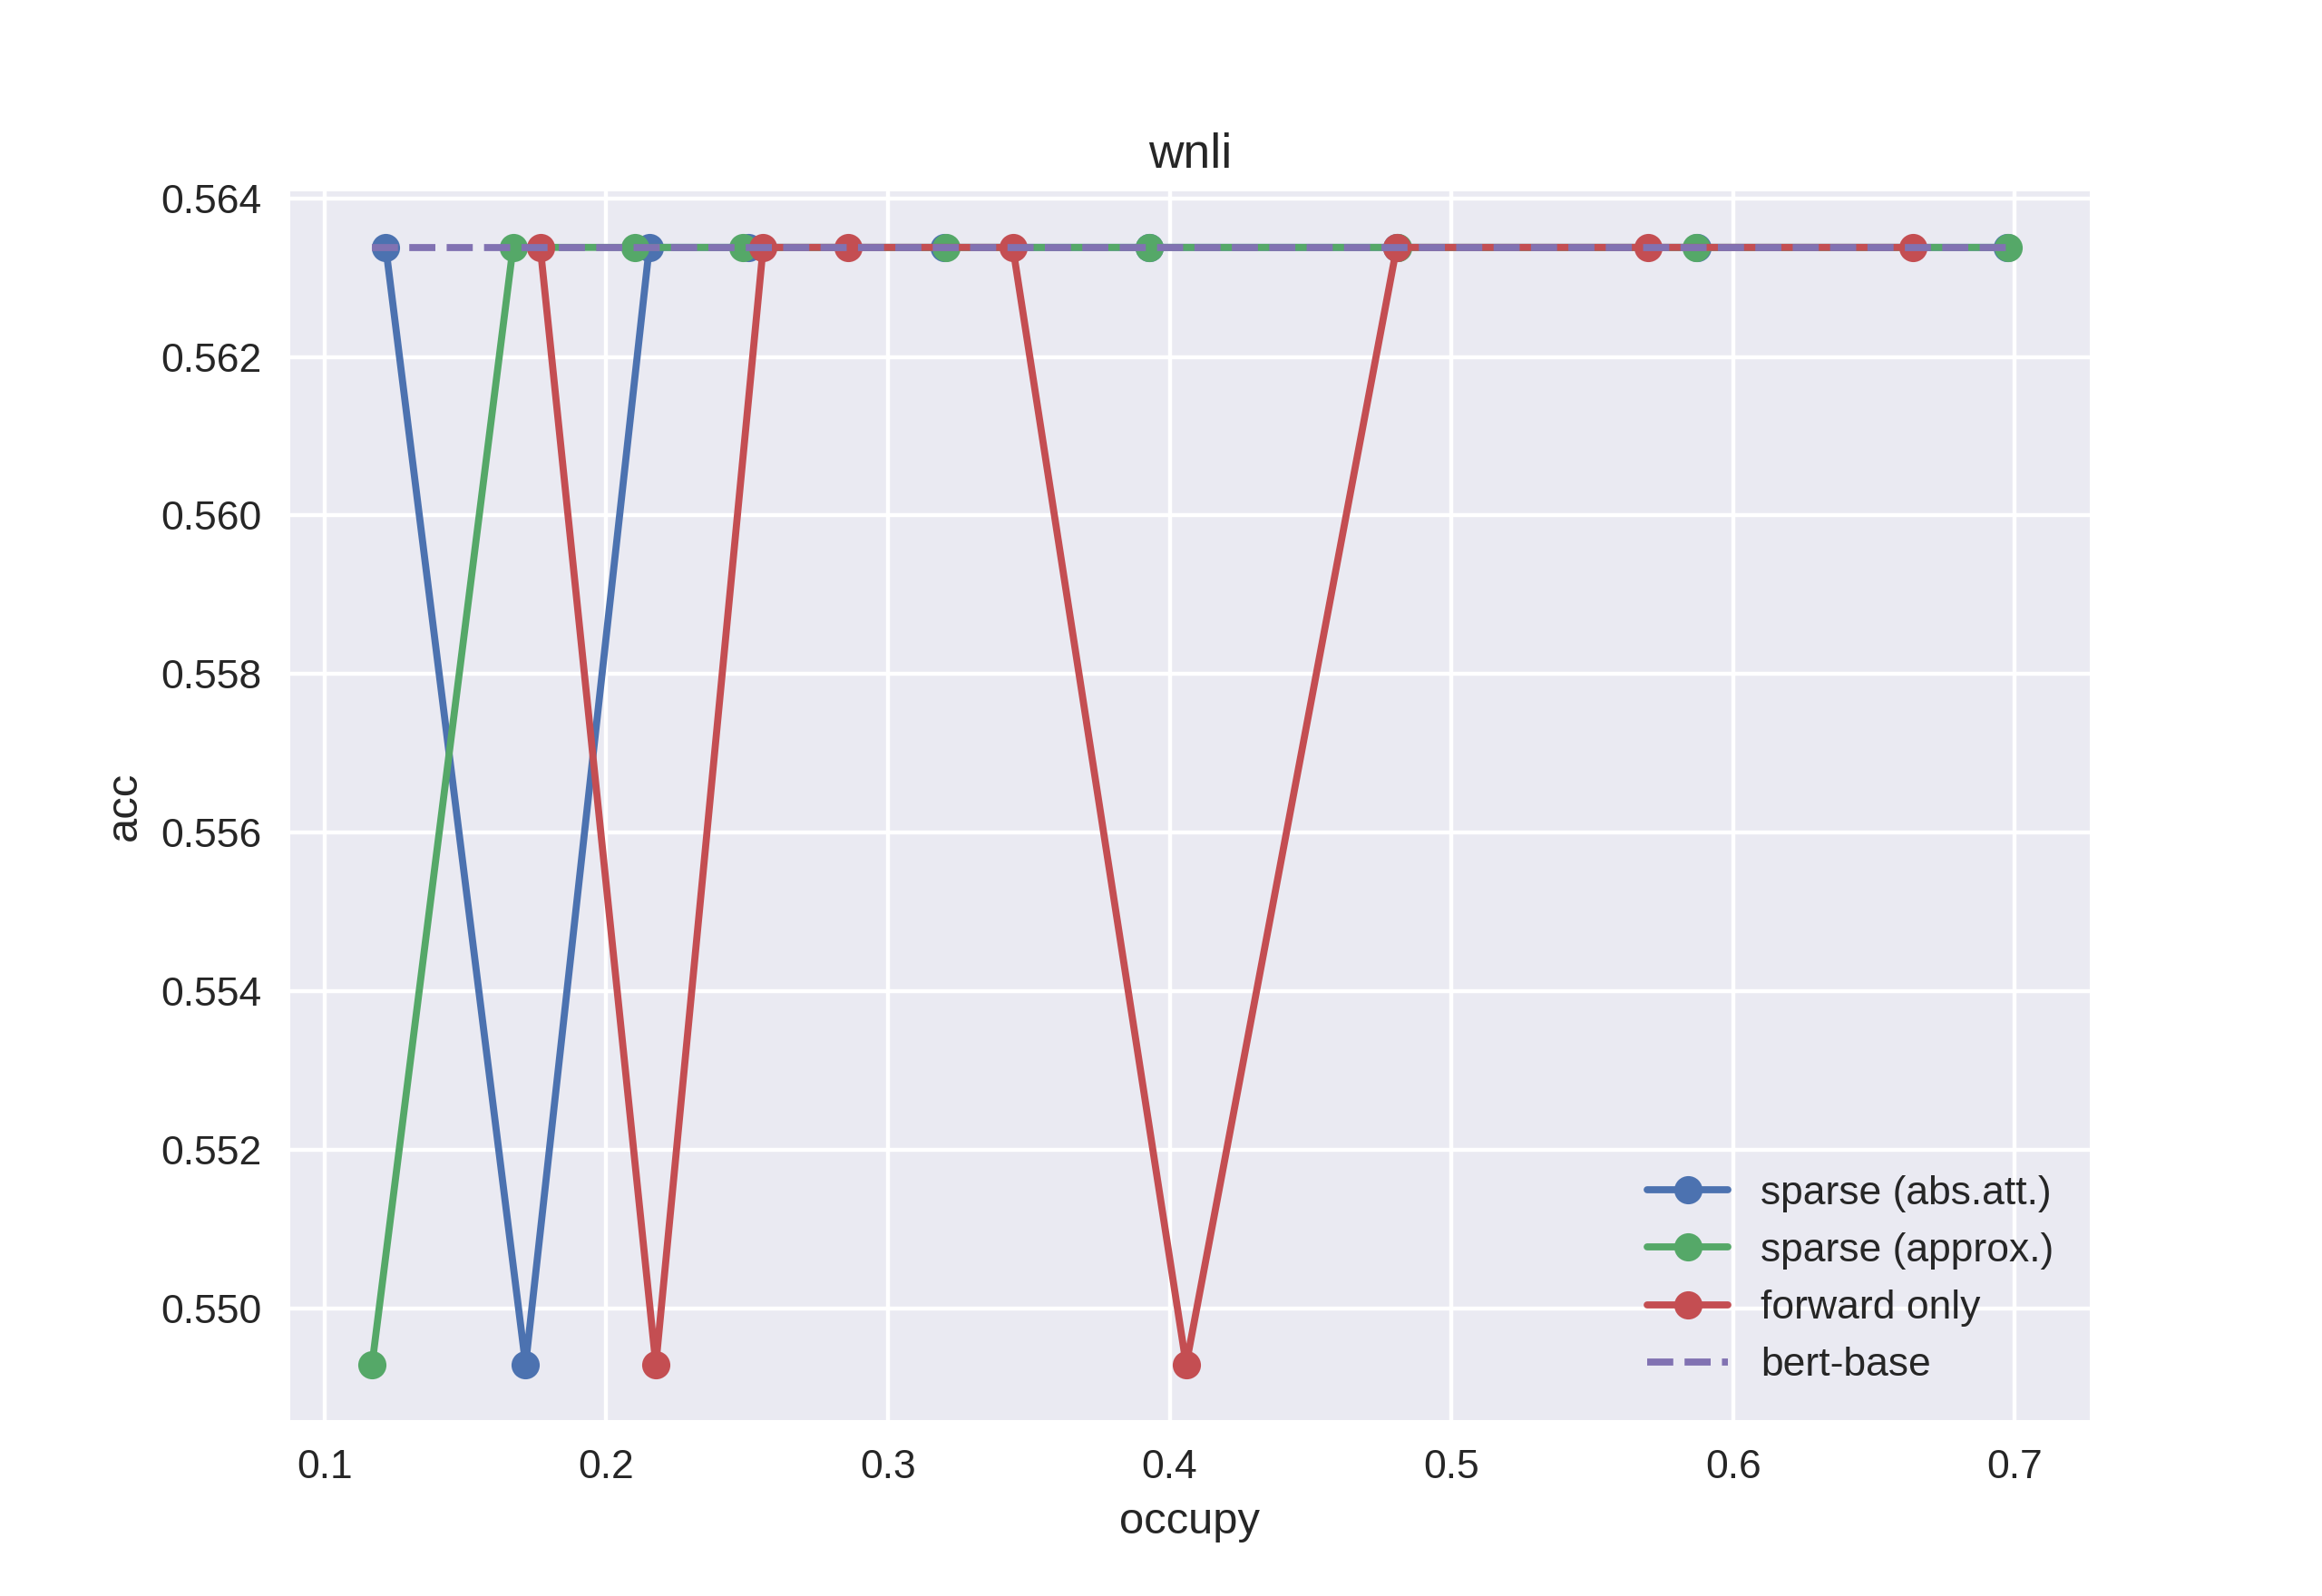 wnli
0.564
0.562
0.560
0.558
0.556
0.554
0.552
0.550
acc
sparse (abs.att.)
sparse (approx.)
forward only
bert-base
0.1 0.2 0.3 0.4 0.5 0.6 0.7
occupy